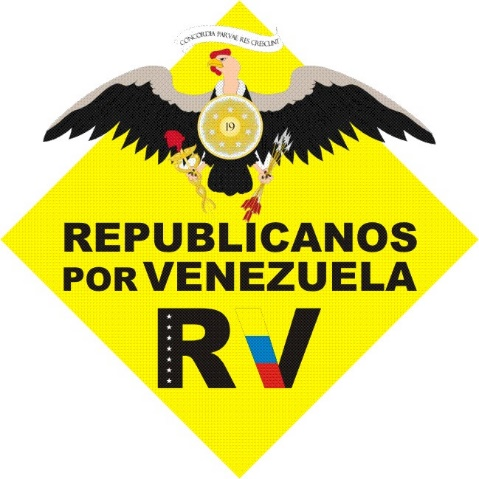 CONCORDIA PARVAE RES CRESCUNT
19
REPUBLICANOS
POR VENEZUELA
RV